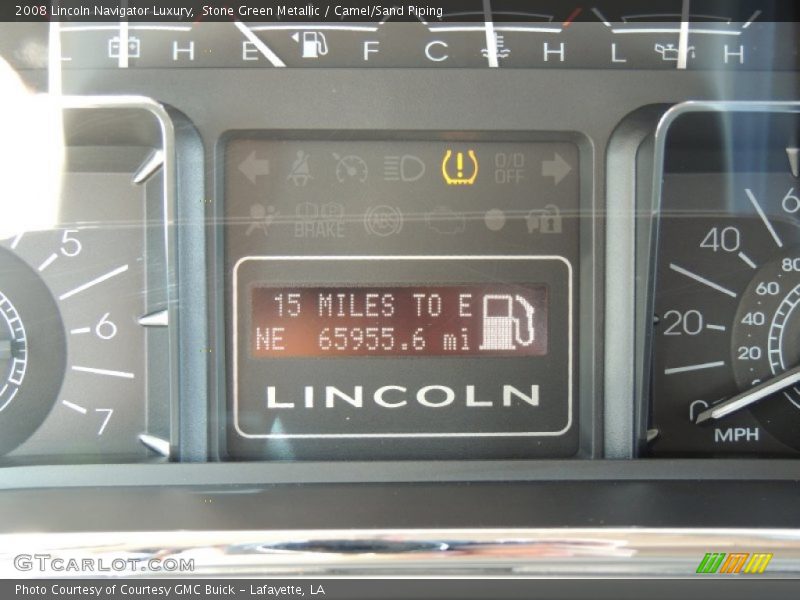 2008 Lincoln Navigator Luxury, Stone Green Metallic / Camel/Sand Piping
L H E F C H L H
O/D
OFF
BRAKE ABS
5
6
7
15 MILES TO E
NE 65955.6 mi
LINCOLN
6
40
20
0
80
60
40
20
MPH
GTCARLOT.COM
Photo Courtesy of Courtesy GMC Buick - Lafayette, LA